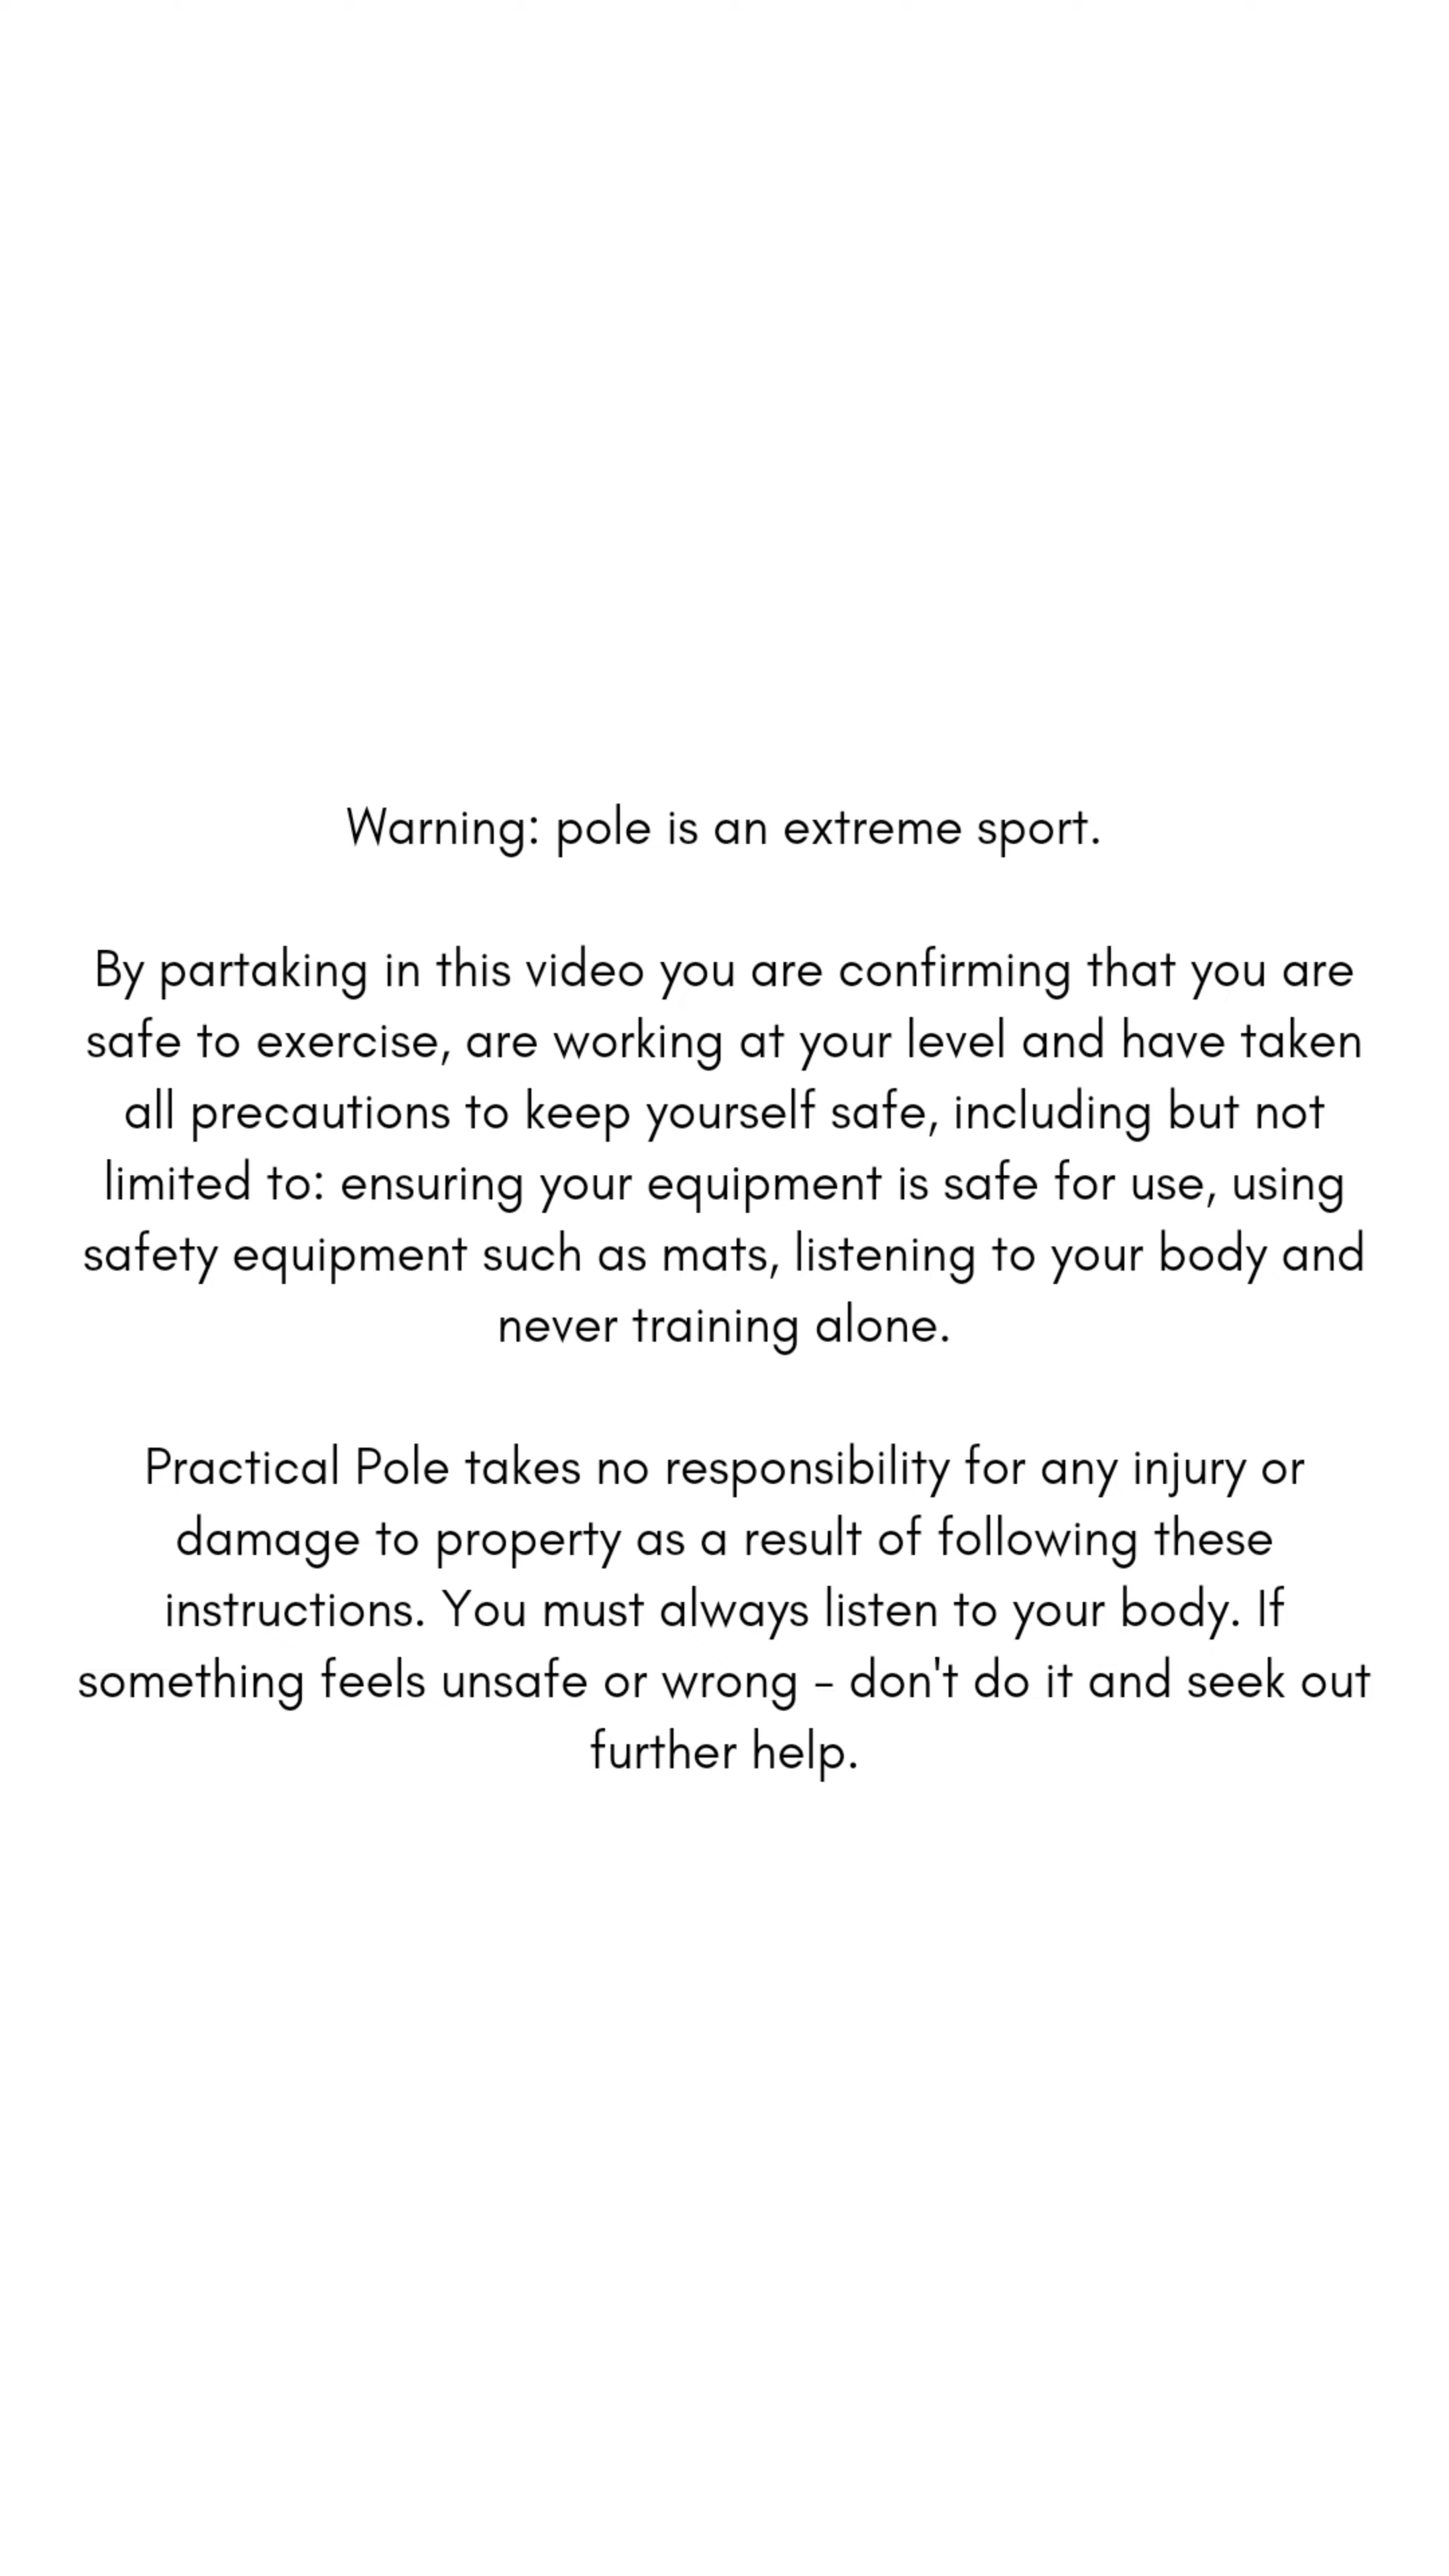 Warning: pole is an extreme sport.
By partaking in this video you are confirming that you are
safe to exercise, are working at your level and have taken
all precautions to keep yourself safe, including but not
limited to: ensuring your equipment is safe for use, using
safety equipment such as mats, listening to your body and
never training alone.
Practical Pole takes no responsibility for any injury or
damage to property as a result of following these
instructions. You must always listen to your body. If
something feels unsafe or wrong - don't do it and seek out
further help.